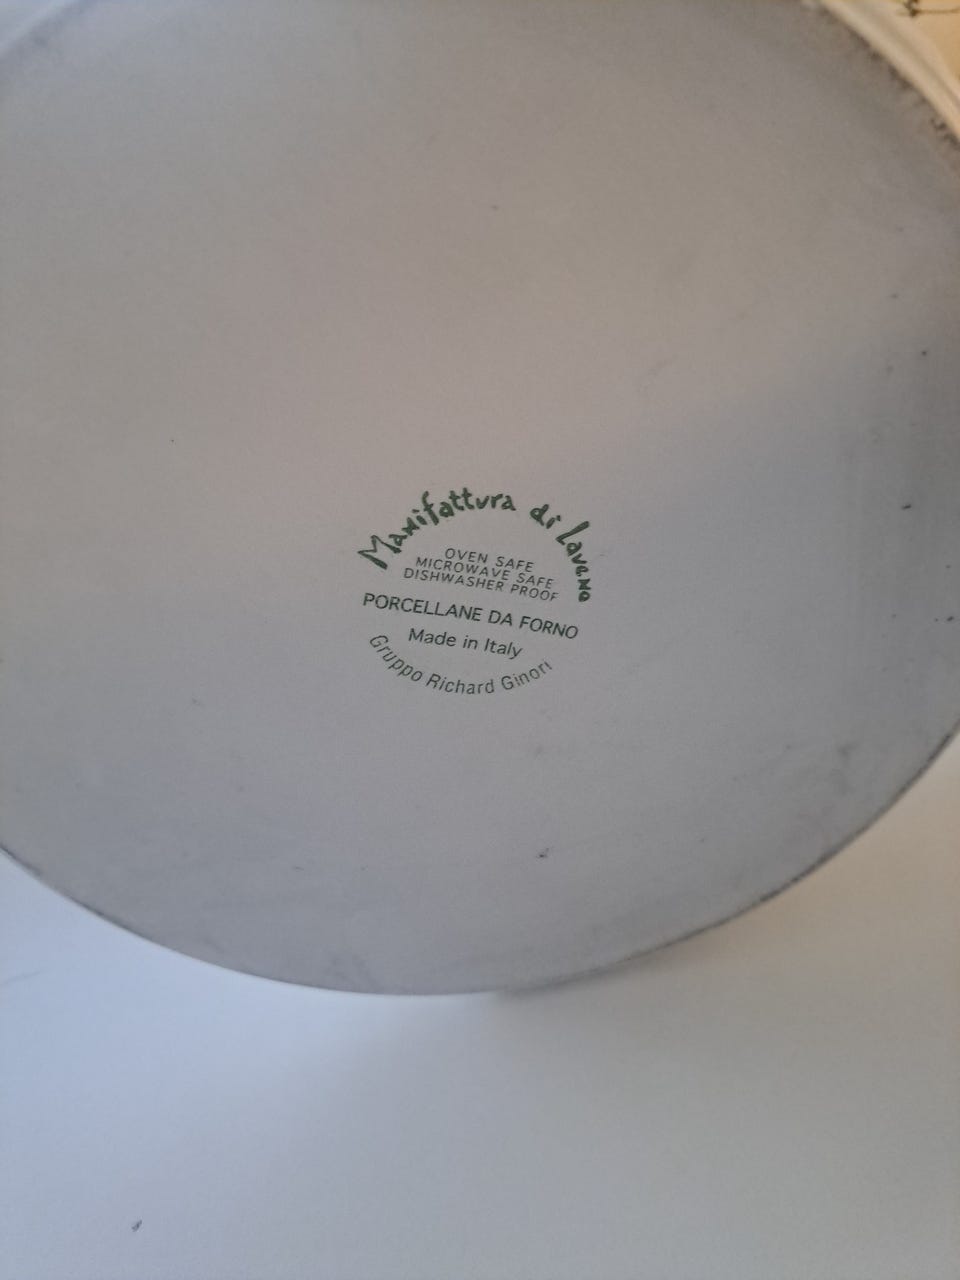 Manifattura di Laveno
OVEN SAFE
MICROWAVE SAFE
DISHWASHER PROOF
PORCELLANE DA FORNO
Made in Italy
Gruppo Richard Ginori